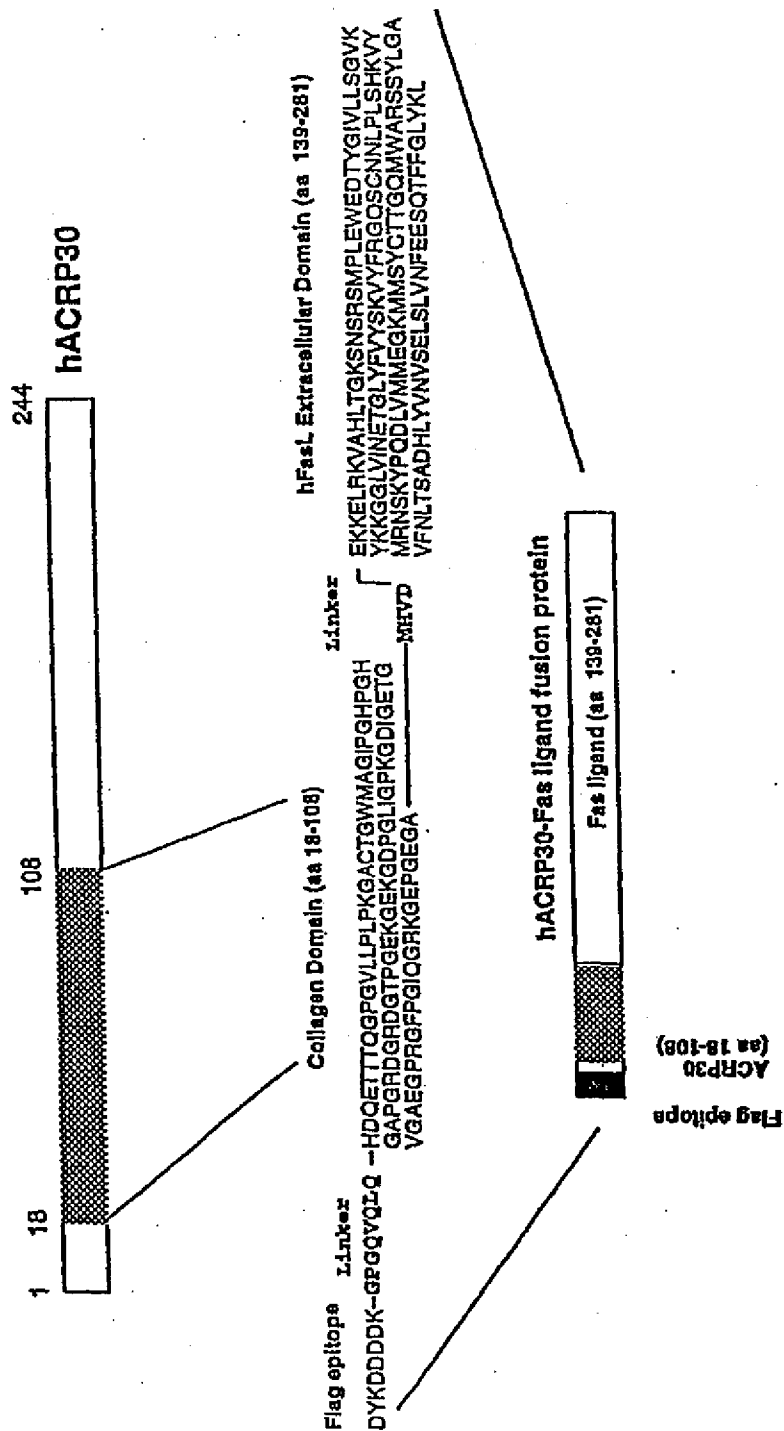 1
18
108
244
hACRP30
Collagen Domain (aa 18-108)
hFasL Extracellular Domain (aa 139-281)
Flag epitope
Linker
Linker
DYKDDDDK-GPGQVQLQ
-HDQETTTQGPGVLLPLPKGACTGWMAGIPGHPGH
GAPGRDGRDGTPGEKGEKGDPGLIGPKGDIGETG
VGAEGPRGFPGIQGRKGEPGEGA
MHVD
EKKELRKVAHLTGKSNSRSMPLEWEDTYGIVLLSGVK
YKKGGLVINETGLYFVYSKVYFRGQSCNNLPLSHKVY
MRNSKYPQDLVMMEGKMMSYCTTGQMWARSSYLGA
VFNLTSADHLYVNVSELSLVNFEESQTFFGLYKL
hACRP30-Fas ligand fusion protein
Fas ligand (aa 139-281)
Flag epitope
ACRP30
(aa 18-108)